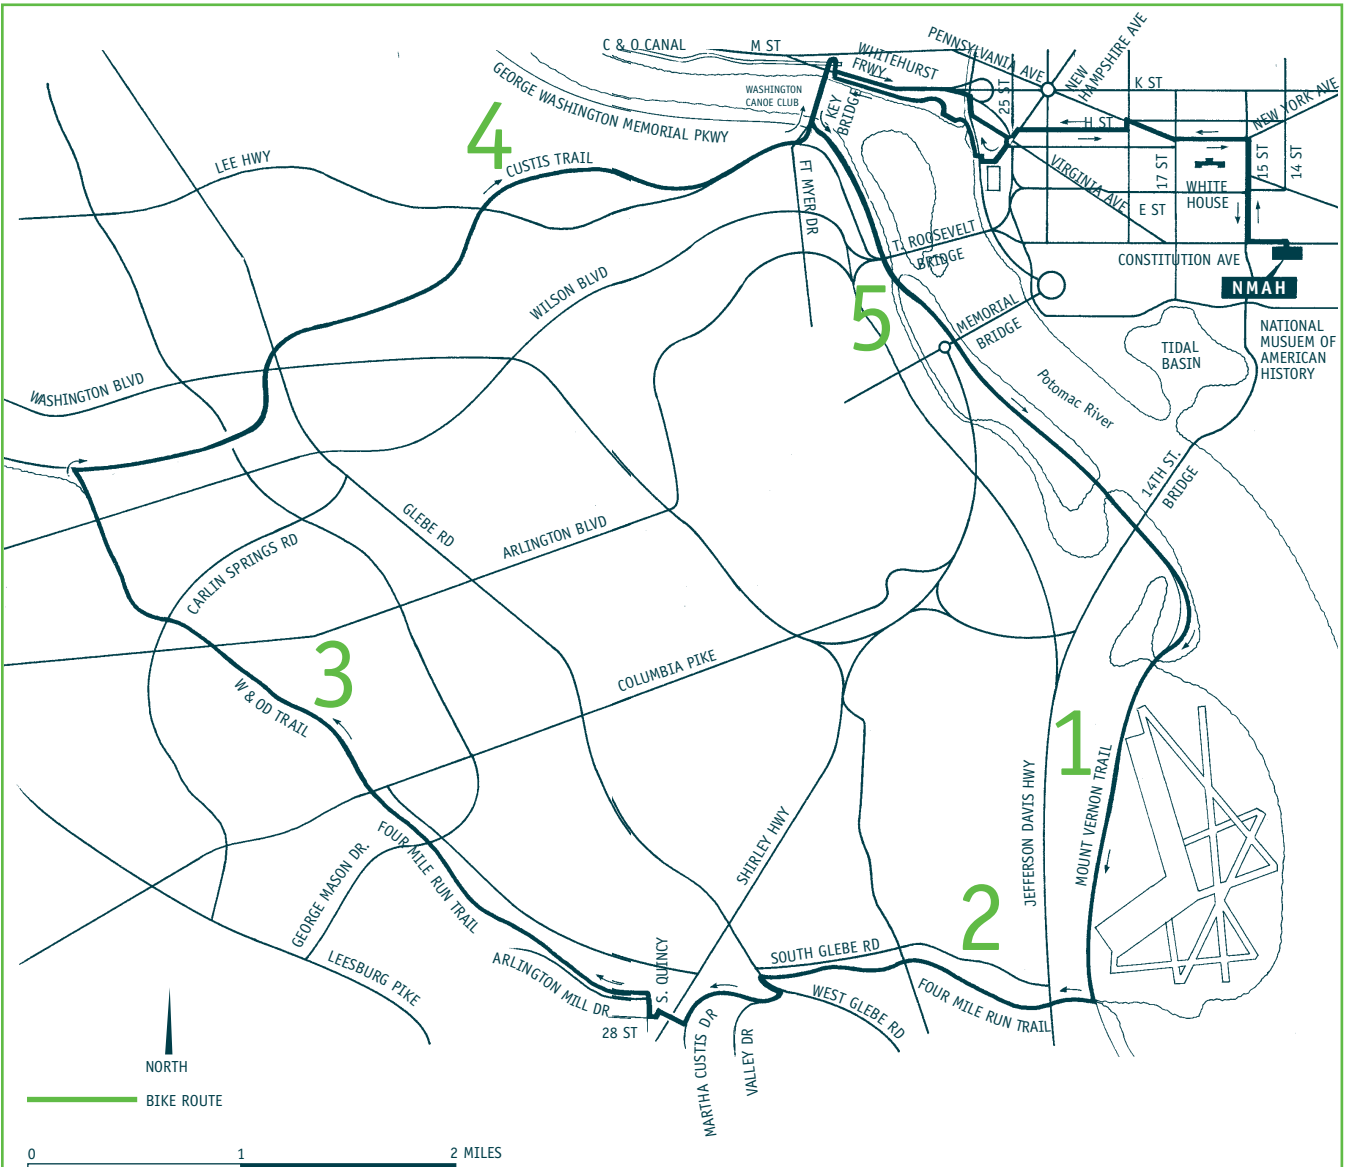 C & O CANAL
M ST
WHITEHURST
FRWY
PENNSYLVANIA AVE
NEW
HAMPSHIRE AVE
K ST
NEW YORK AVE
GEORGE WASHINGTON MEMORIAL PKWY
WASHINGTON
CANOE CLUB
KEY
BRIDGE
25 ST
H ST
4
LEE HWY
CUSTIS TRAIL
FT MYER DR
VIRGINIA AVE
17 ST
WHITE
HOUSE
15 ST
14 ST
E ST
T. ROOSEVELT
BRIDGE
CONSTITUTION AVE
NMAH
WILSON BLVD
5
MEMORIAL
BRIDGE
TIDAL
BASIN
NATIONAL
MUSUEM OF
AMERICAN
HISTORY
WASHINGTON BLVD
Potomac River
14TH ST.
BRIDGE
GLEBE RD
ARLINGTON BLVD
CARLIN SPRINGS RD
3
W & OD TRAIL
COLUMBIA PIKE
1
JEFFERSON DAVIS HWY
MOUNT VERNON TRAIL
SHIRLEY HWY
FOUR MILE RUN TRAIL
GEORGE MASON DR.
2
LEESBURG PIKE
ARLINGTON MILL DR
S. QUINCY
SOUTH GLEBE RD
WEST GLEBE RD
FOUR MILE RUN TRAIL
28 ST
MARTHA CUSTIS DR
VALLEY DR
NORTH
BIKE ROUTE
0 1 2 MILES